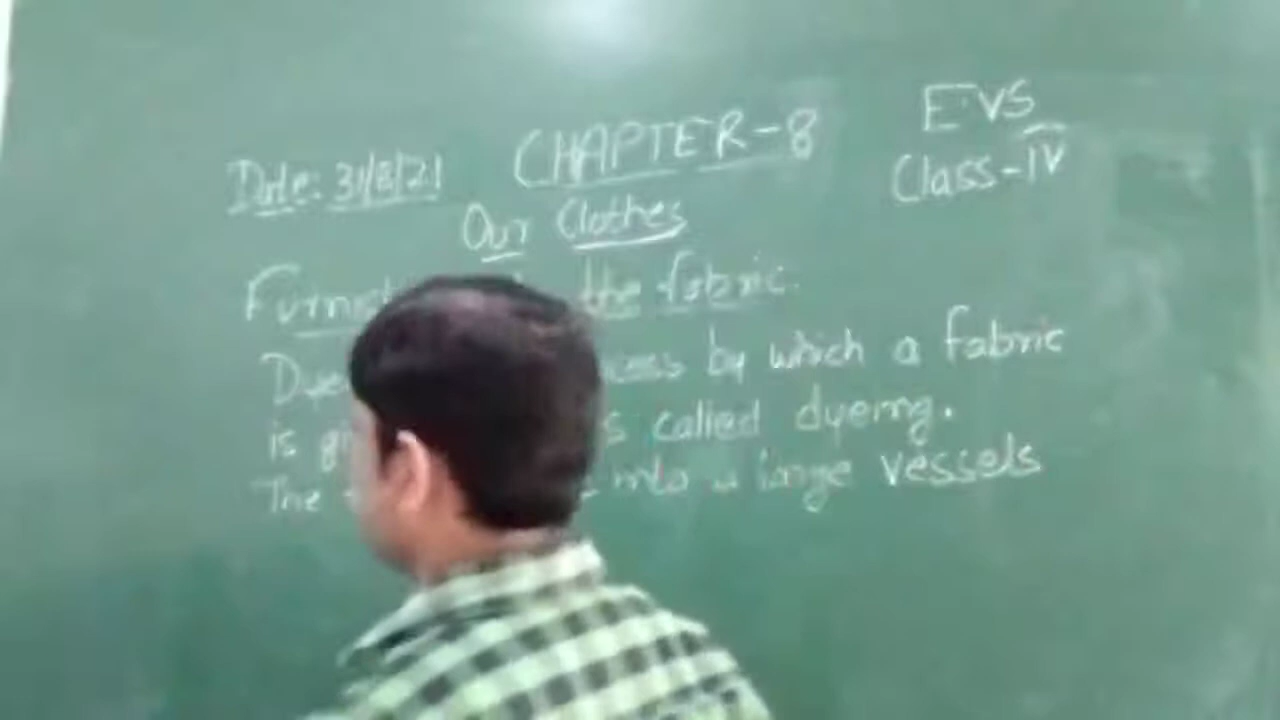 EVS
Date: 31/8/21 CHAPTER-8 Class-IV
Our Clothes
the fabric.
by which a fabric
is called dyeing.
The into a large vessels